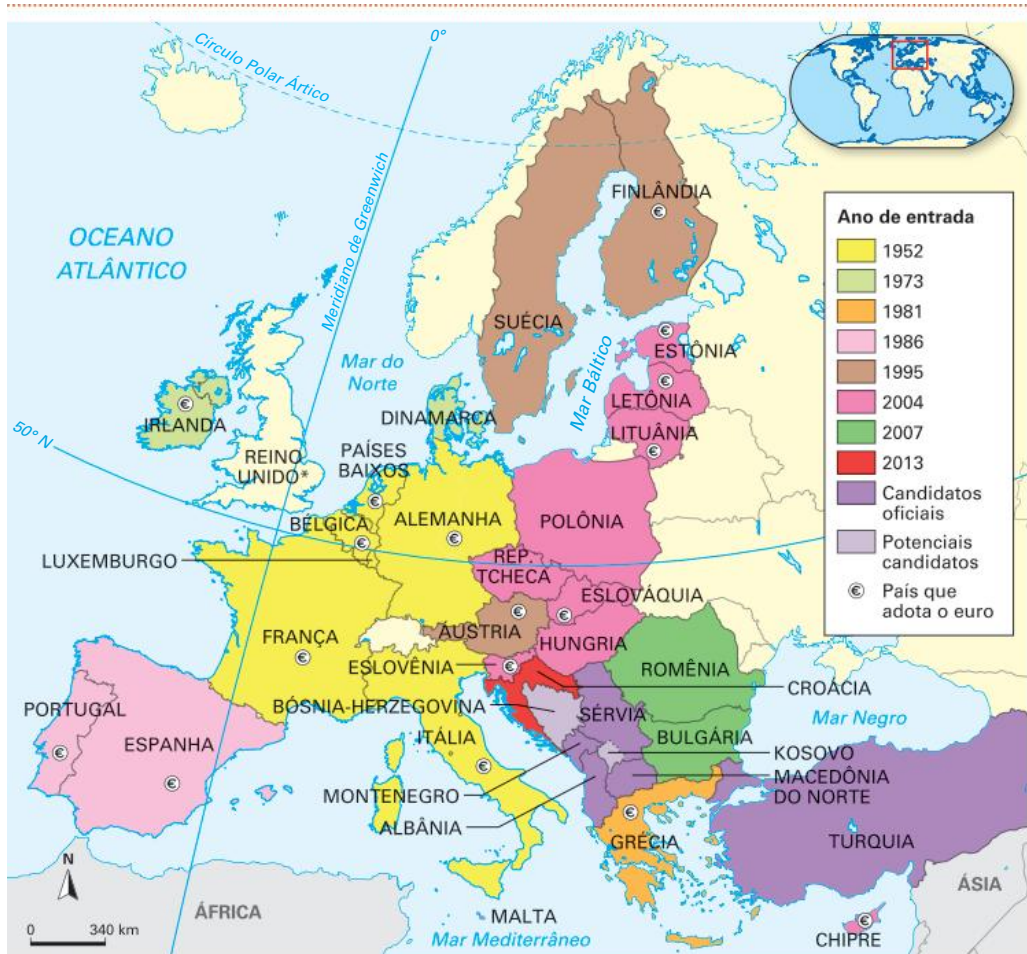 Círculo Polar Ártico
0°
Meridiano de Greenwich
OCEANO
ATLÂNTICO
FINLÂNDIA
€
SUÉCIA
Mar do
Norte
Mar Báltico
€
ESTÔNIA
€
LETÔNIA
LITUÂNIA
€
DINAMARCA
€
IRLANDA
50° N
REINO
UNIDO*
PAÍSES
BAIXOS
€
BÉLGICA
€
ALEMANHA
€
POLÔNIA
LUXEMBURGO
REP.
TCHECA
ESLOVÁQUIA
€
€
ÁUSTRIA
HUNGRIA
FRANÇA
€
ESLOVÊNIA
€
ROMÊNIA
CROÁCIA
BÓSNIA-HERZEGOVINA
SÉRVIA
Mar Negro
PORTUGAL
€
ESPANHA
€
ITÁLIA
€
BULGÁRIA
KOSOVO
MONTENEGRO
MACEDÔNIA
DO NORTE
ALBÂNIA
€
GRÉCIA
TURQUIA
N
ÁFRICA
ÁSIA
MALTA
Mar Mediterrâneo
€
CHIPRE
0 340 km
Ano de entrada
1952
1973
1981
1986
1995
2004
2007
2013
Candidatos
oficiais
Potenciais
candidatos
€ País que
adota o euro